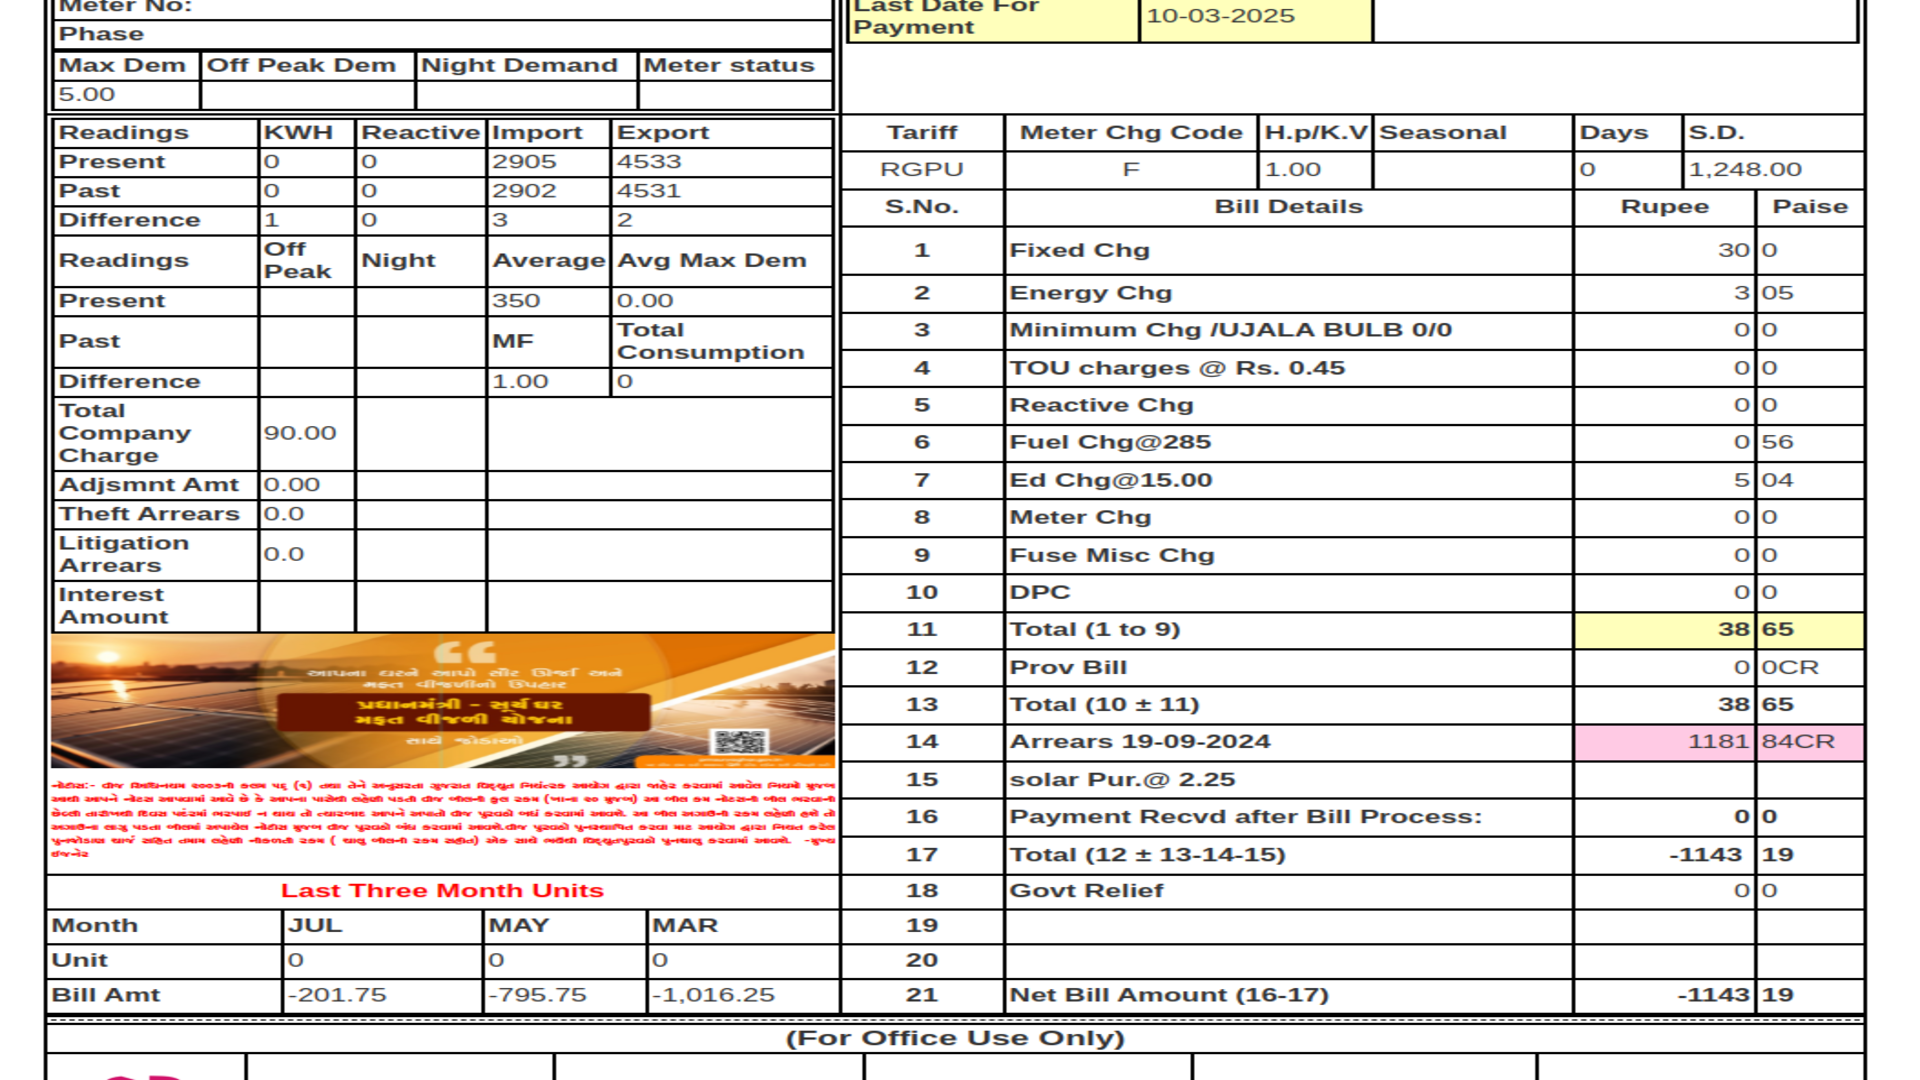 Meter No:
Phase
Max Dem Off Peak Dem Night Demand Meter status
5.00
Readings KWH Reactive Import Export
Present 0 0 2905 4533
Past 0 0 2902 4531
Difference 1 0 3 2
Readings Off Peak Night Average Avg Max Dem
Present 350 0.00
Past MF Total Consumption
Difference 1.00 0
Total Company Charge 90.00
Adjsmnt Amt 0.00
Theft Arrears 0.0
Litigation Arrears 0.0
Interest Amount
આપના ઘરને આપો સૌર ઊર્જા અને
મફત વીજળીનો ઉપહાર
પ્રધાનમંત્રી - સૂર્ય ઘર
મફત વીજળી યોજના
સાથે જોડાઓ
Last Three Month Units
Month JUL MAY MAR
Unit 0 0 0
Bill Amt -201.75 -795.75 -1,016.25
Last Date For Payment 10-03-2025
Tariff Meter Chg Code H.p/K.V Seasonal Days S.D.
RGPU F 1.00 0 1,248.00
S.No. Bill Details Rupee Paise
1 Fixed Chg 30 0
2 Energy Chg 3 05
3 Minimum Chg /UJALA BULB 0/0 0 0
4 TOU charges @ Rs. 0.45 0 0
5 Reactive Chg 0 0
6 Fuel Chg@285 0 56
7 Ed Chg@15.00 5 04
8 Meter Chg 0 0
9 Fuse Misc Chg 0 0
10 DPC 0 0
11 Total (1 to 9) 38 65
12 Prov Bill 0 0CR
13 Total (10 ± 11) 38 65
14 Arrears 19-09-2024 1181 84CR
15 solar Pur.@ 2.25
16 Payment Recvd after Bill Process: 0 0
17 Total (12 ± 13-14-15) -1143 19
18 Govt Relief 0 0
19
20
21 Net Bill Amount (16-17) -1143 19
(For Office Use Only)